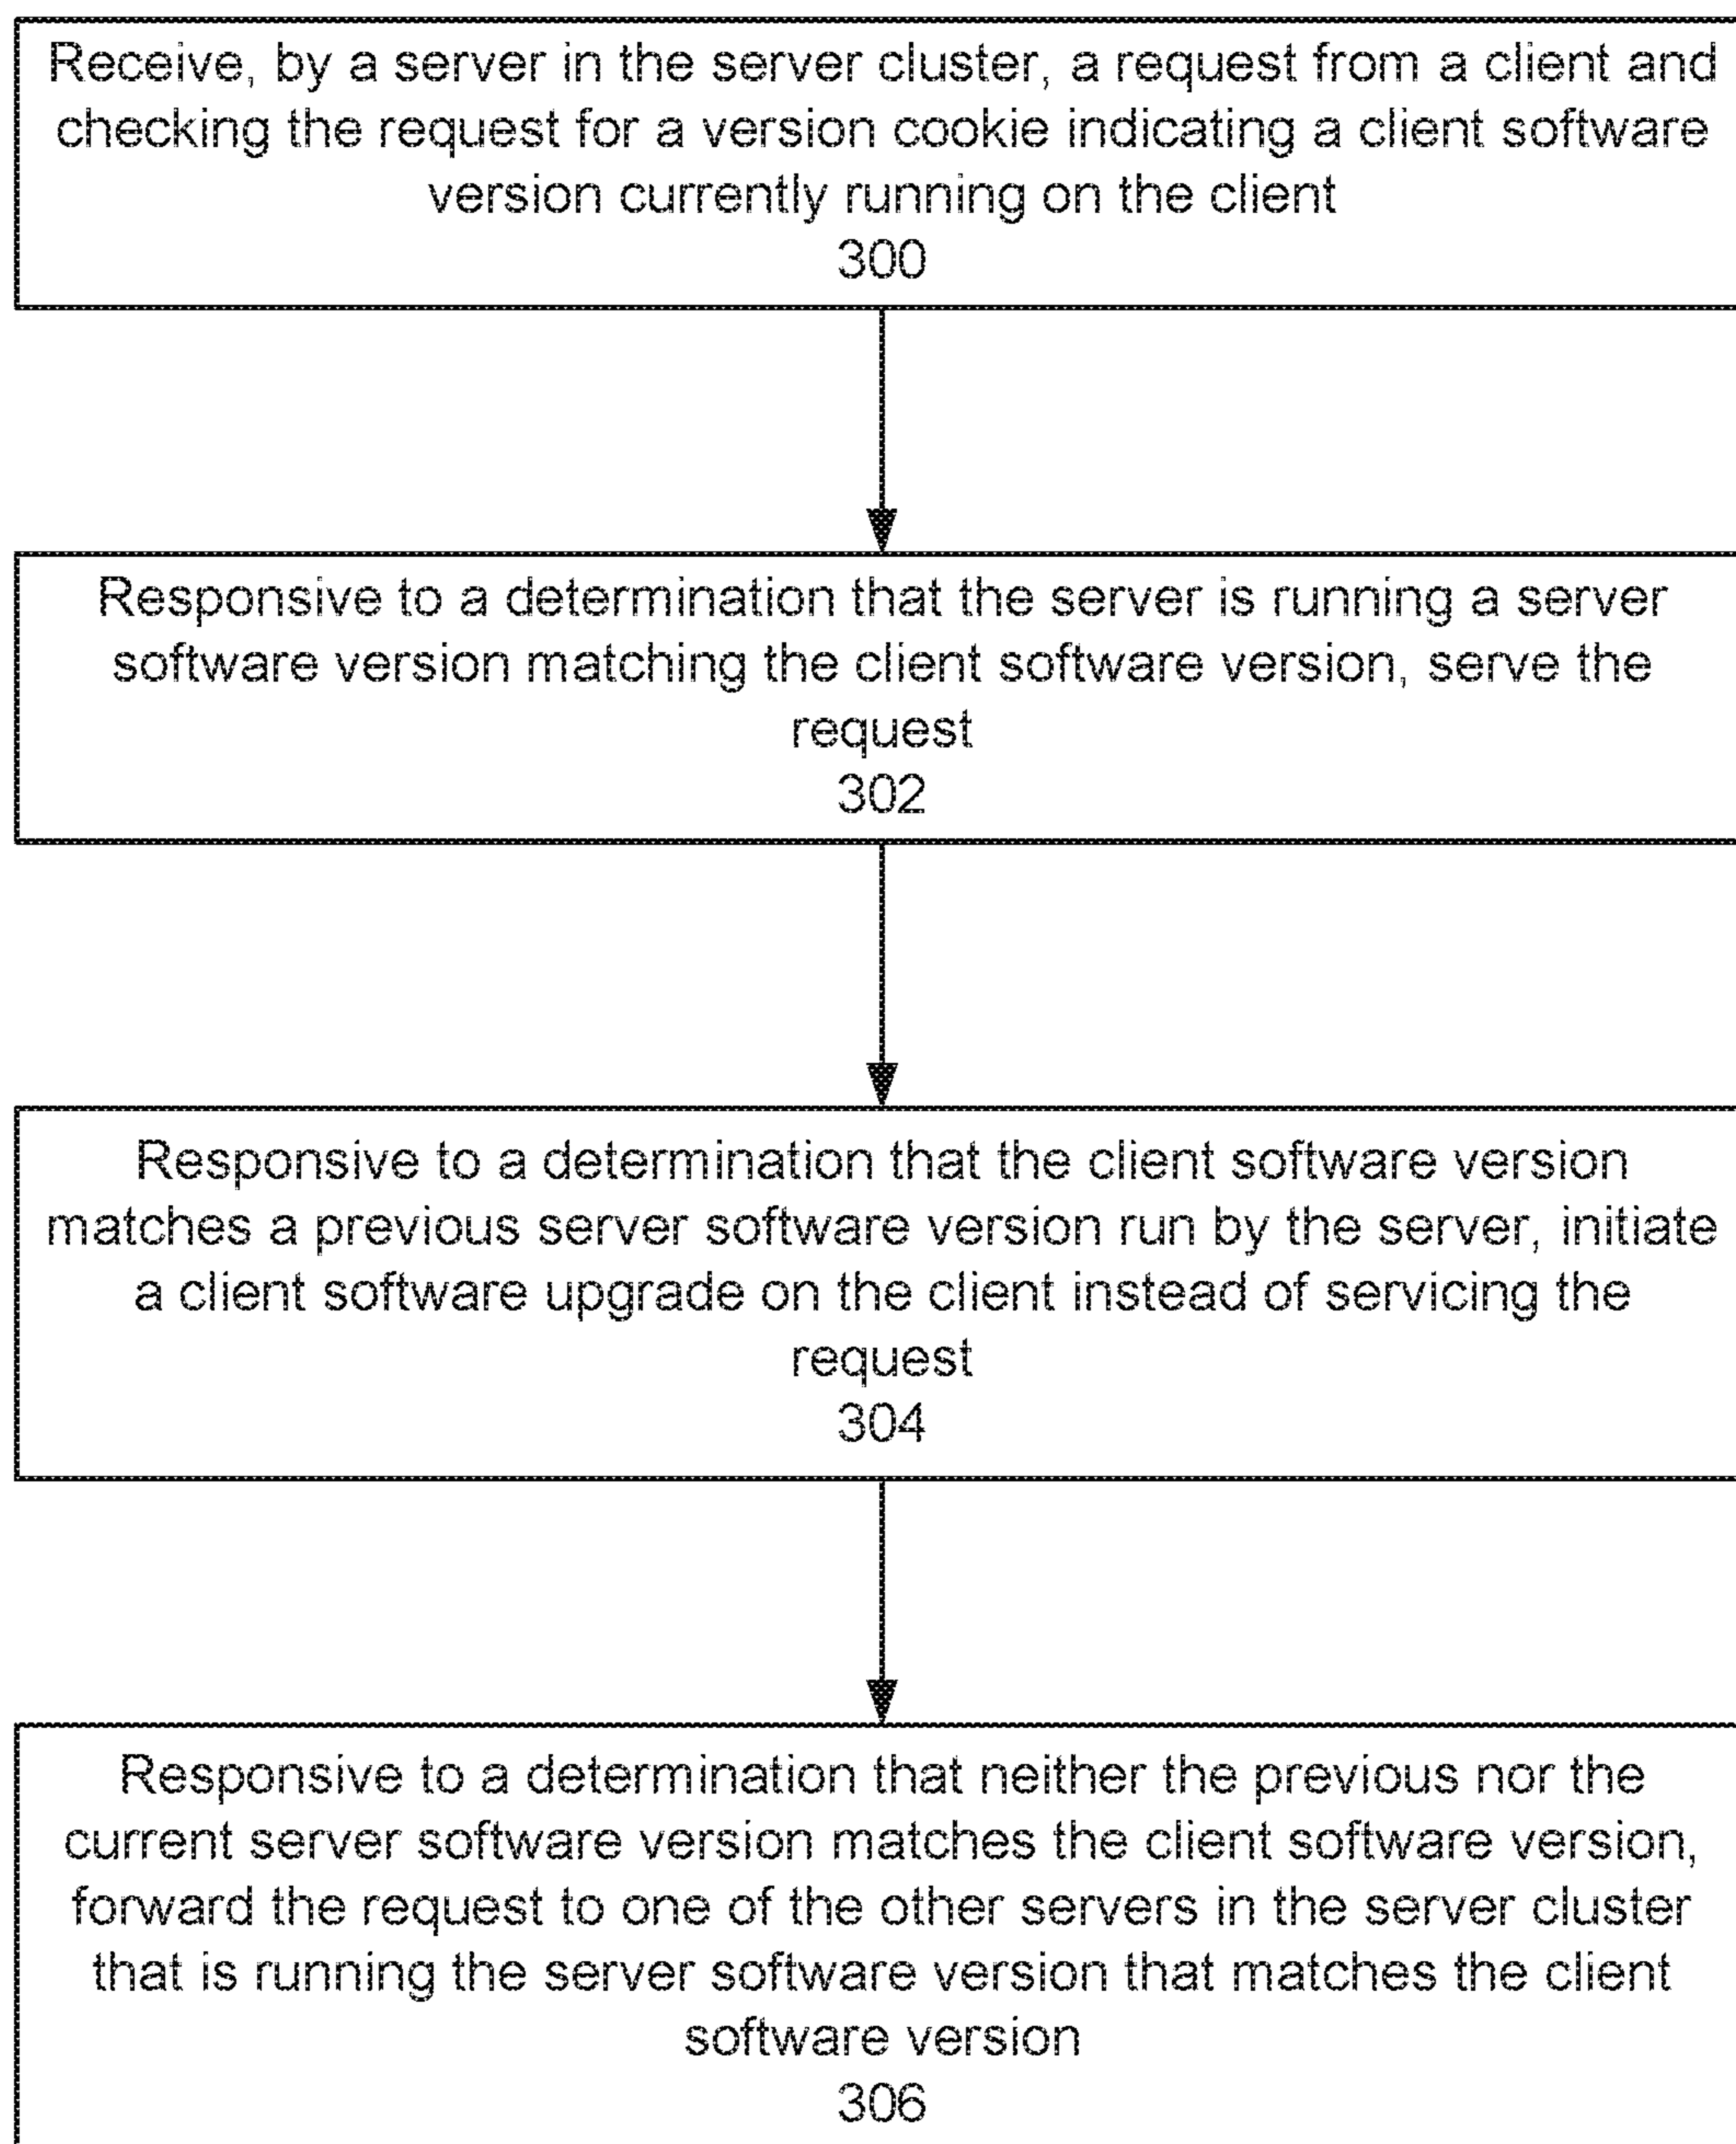 Receive, by a server in the server cluster, a request from a client and
checking the request for a version cookie indicating a client software
version currently running on the client
300
Responsive to a determination that the server is running a server
software version matching the client software version, serve the
request
302
Responsive to a determination that the client software version
matches a previous server software version run by the server, initiate
a client software upgrade on the client instead of servicing the
request
304
Responsive to a determination that neither the previous nor the
current server software version matches the client software version,
forward the request to one of the other servers in the server cluster
that is running the server software version that matches the client
software version
306